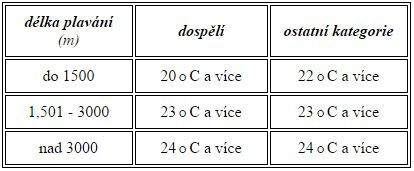 délka plavání dospělí ostatní kategorie
(m)
do 1500 20 o C a více 22 o C a více
1,501 - 3000 23 o C a více 23 o C a více
nad 3000 24 o C a více 24 o C a více